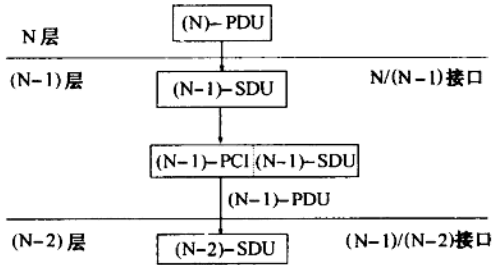 (N)-PDU
N 层
(N-1)层
N/(N-1)接口
(N-1)-SDU
(N-1)-PCI (N-1)-SDU
(N-1)-PDU
(N-2)层
(N-1)/(N-2)接口
(N-2)-SDU